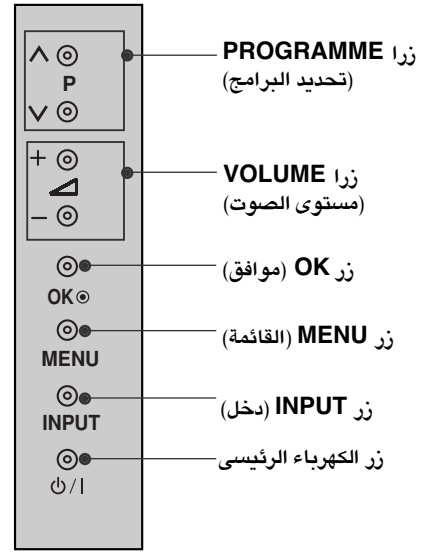 P
زرا PROGRAMME
(تحديد البرامج)
+
−
زرا VOLUME
(مستوى الصوت)
زر OK (موافق)
OK
زر MENU (القائمة)
MENU
زر INPUT (دخل)
INPUT
زر الكهرباء الرئيسى
⏻/I